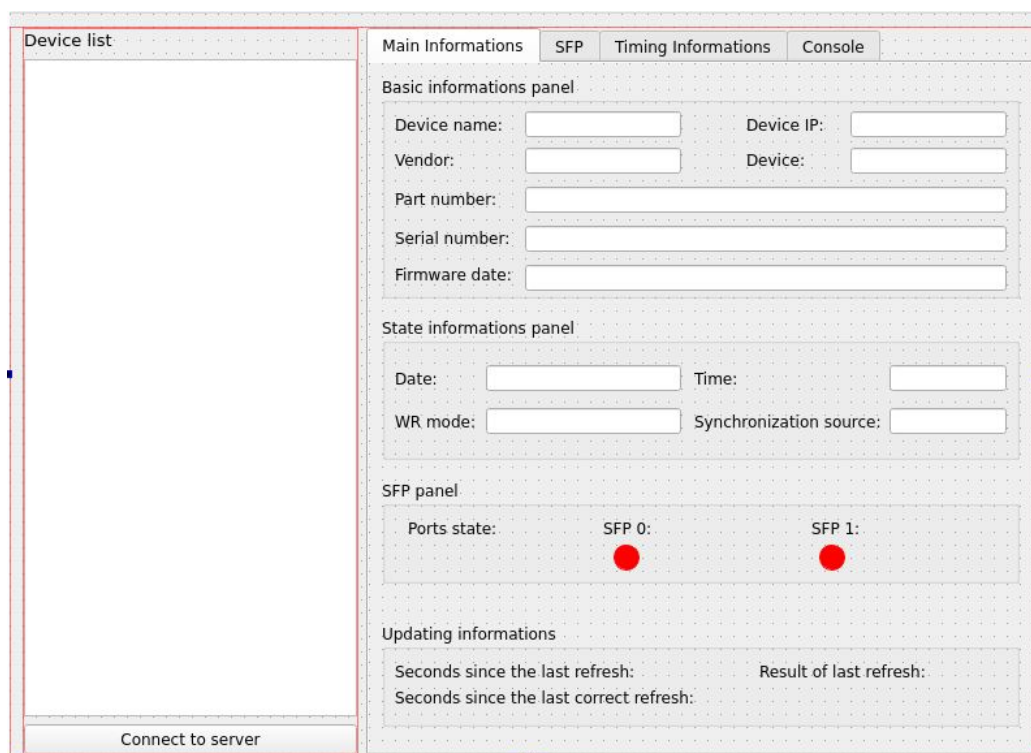 Device list
Connect to server
Main Informations SFP Timing Informations Console
Basic informations panel
Device name: Device IP:
Vendor: Device:
Part number:
Serial number:
Firmware date:
State informations panel
Date: Time:
WR mode: Synchronization source:
SFP panel
Ports state: SFP 0: SFP 1:
Updating informations
Seconds since the last refresh: Result of last refresh:
Seconds since the last correct refresh: